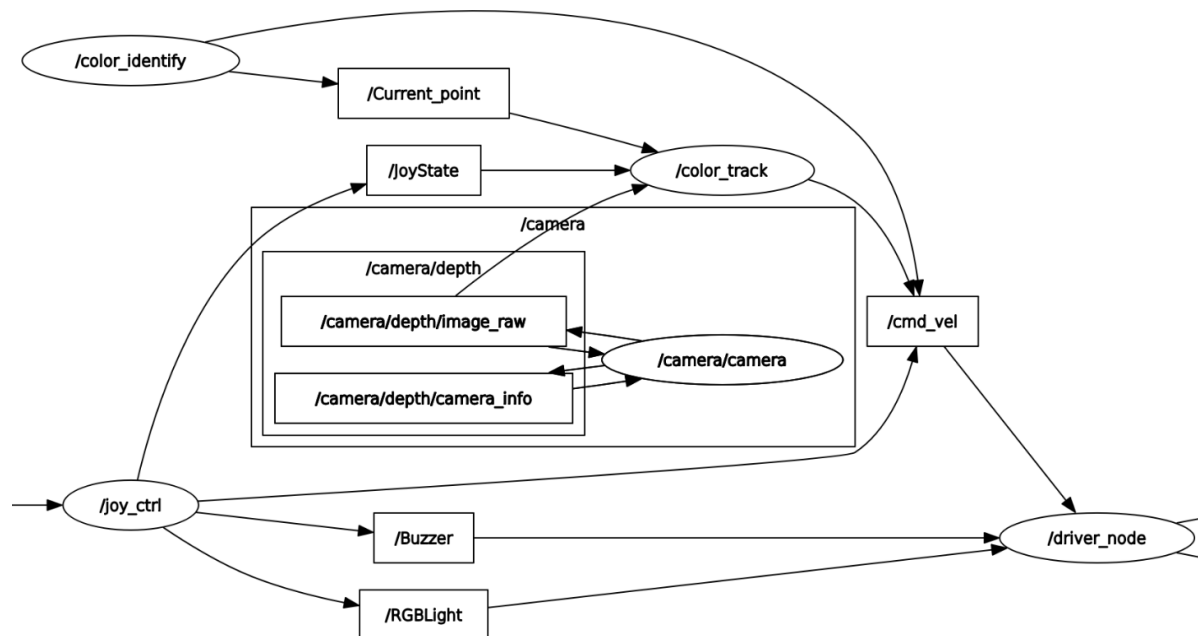 /color_identify
/Current_point
/JoyState
/color_track
/camera
/camera/depth
/camera/depth/image_raw
/cmd_vel
/camera/camera
/camera/depth/camera_info
/joy_ctrl
/Buzzer
/driver_node
/RGBLight